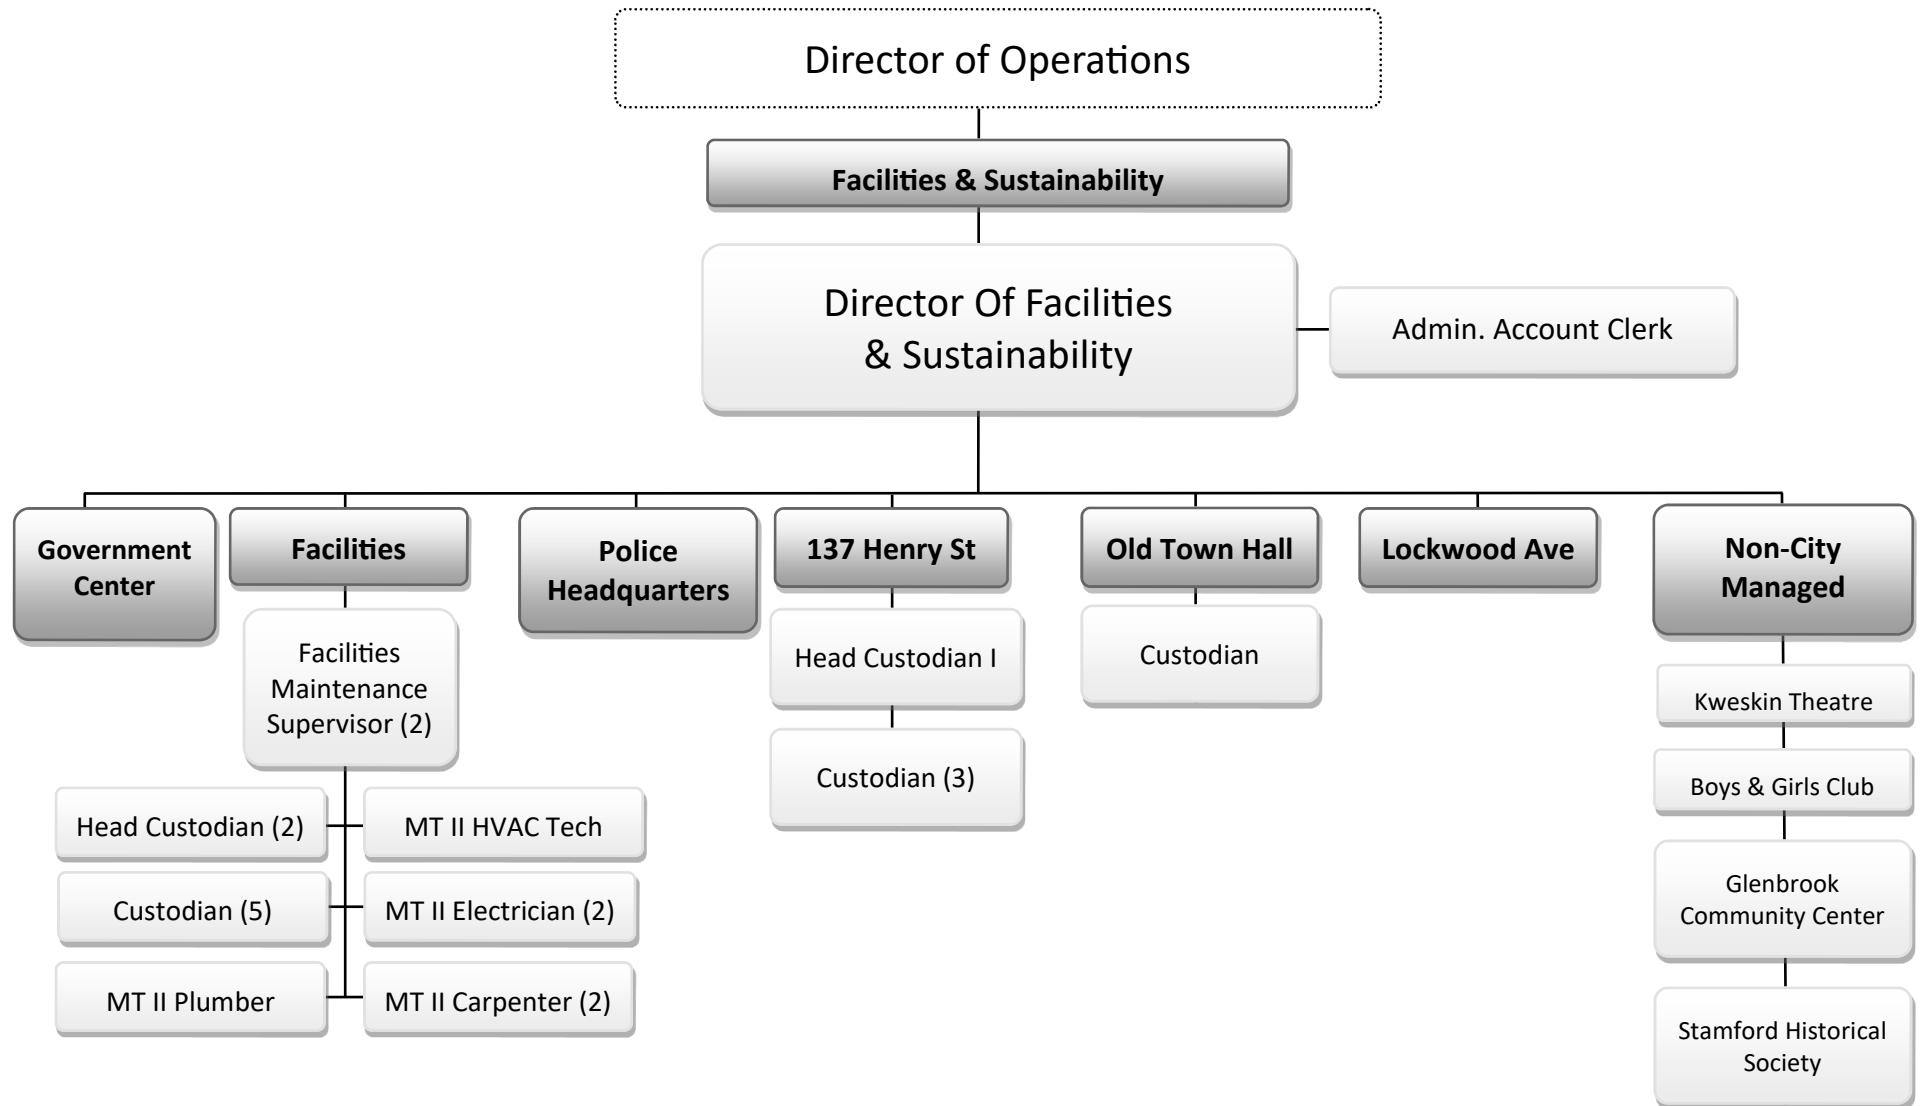 Director of Operations
Facilities & Sustainability
Director Of Facilities
& Sustainability
Admin. Account Clerk
Government
Center
Facilities
Police
Headquarters
137 Henry St
Old Town Hall
Lockwood Ave
Non-City
Managed
Facilities
Maintenance
Supervisor (2)
Head Custodian (2)
MT II HVAC Tech
Custodian (5)
MT II Electrician (2)
MT II Plumber
MT II Carpenter (2)
Head Custodian I
Custodian (3)
Custodian
Kweskin Theatre
Boys & Girls Club
Glenbrook
Community Center
Stamford Historical
Society